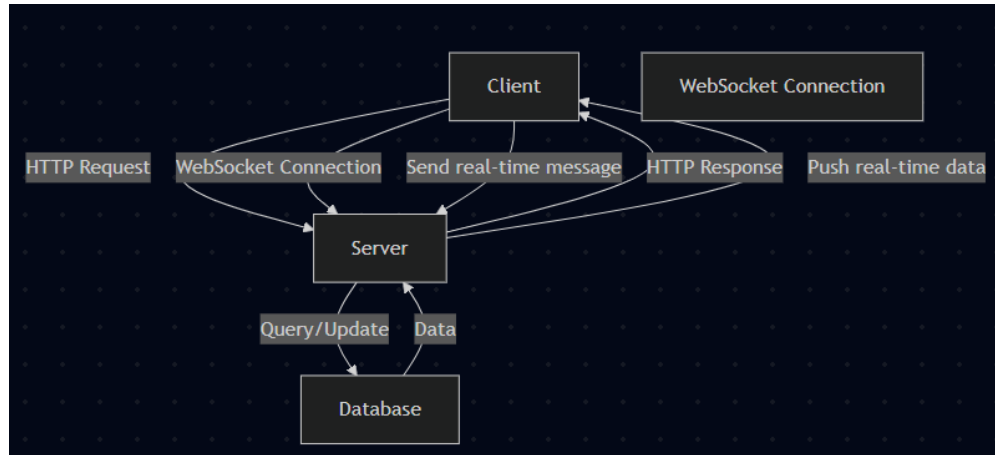 Client
WebSocket Connection
HTTP Request
WebSocket Connection
Send real-time message
HTTP Response
Push real-time data
Server
Query/Update
Data
Database